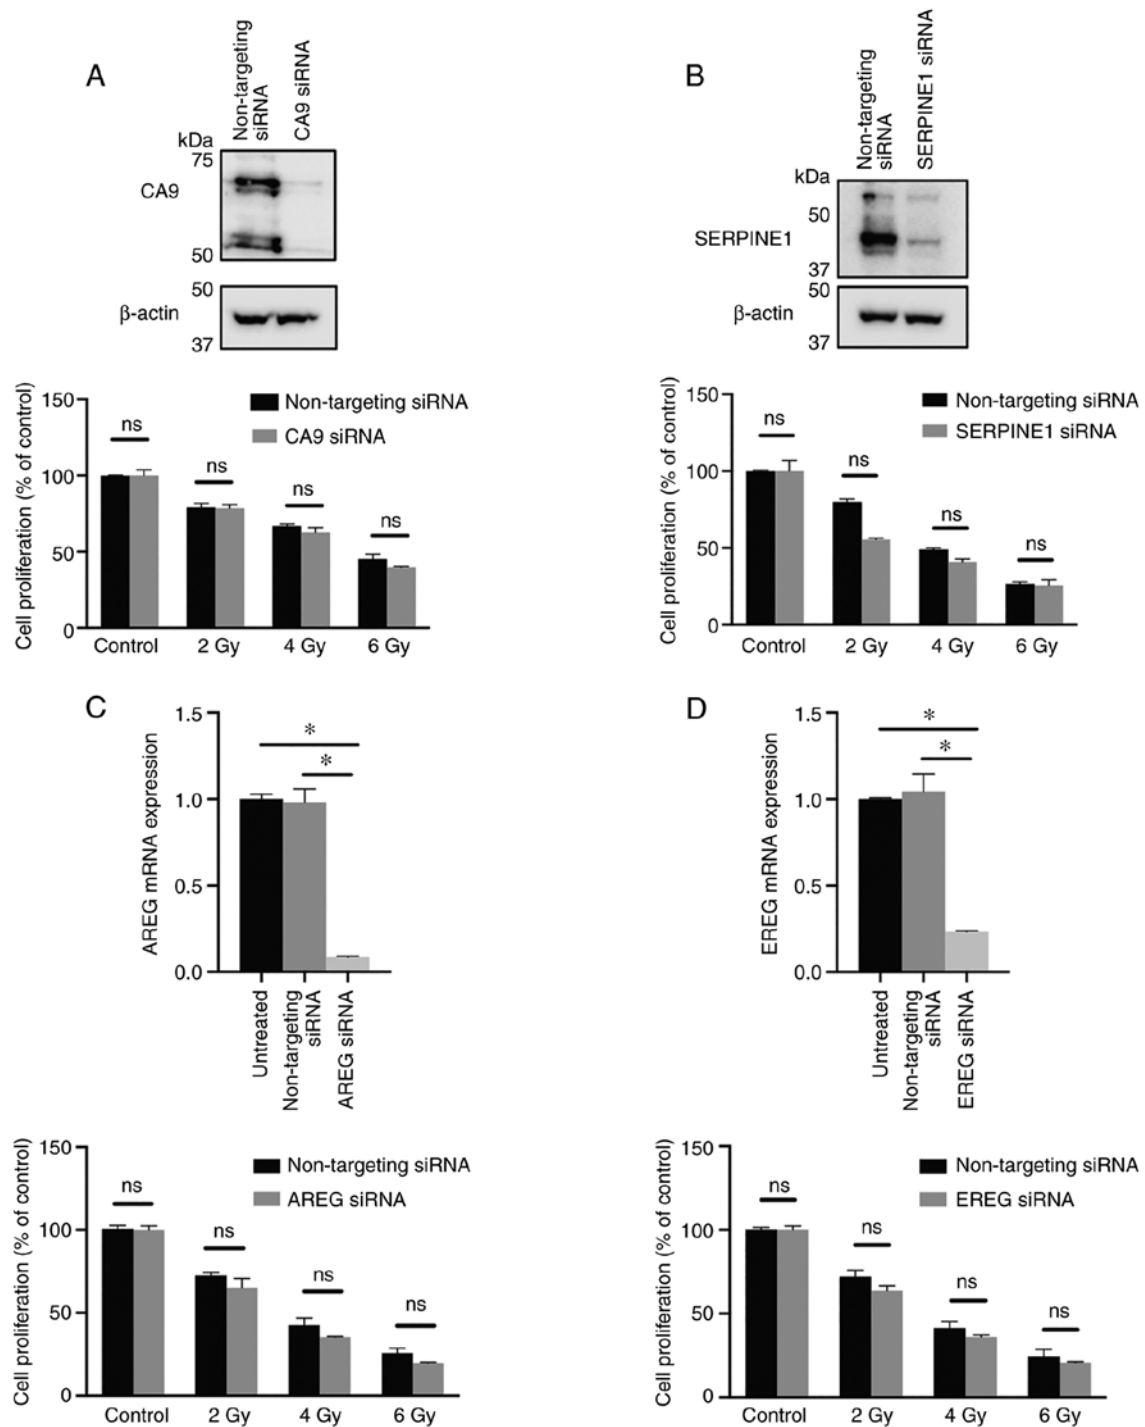 A
Non-targeting
siRNA
CA9 siRNA
kDa
75
CA9
50
50
β-actin
37
Cell proliferation (% of control)
150
100
50
0
Non-targeting siRNA
CA9 siRNA
ns
ns
ns
ns
Control
2 Gy
4 Gy
6 Gy
B
Non-targeting
siRNA
SERPINE1 siRNA
kDa
50
SERPINE1
37
50
β-actin
37
Cell proliferation (% of control)
150
100
50
0
Non-targeting siRNA
SERPINE1 siRNA
ns
ns
ns
ns
Control
2 Gy
4 Gy
6 Gy
C
AREG mRNA expression
1.5
1.0
0.5
0.0
*
*
Untreated
Non-targeting
siRNA
AREG siRNA
Cell proliferation (% of control)
150
100
50
0
Non-targeting siRNA
AREG siRNA
ns
ns
ns
ns
Control
2 Gy
4 Gy
6 Gy
D
EREG mRNA expression
1.5
1.0
0.5
0.0
*
*
Untreated
Non-targeting
siRNA
EREG siRNA
Cell proliferation (% of control)
150
100
50
0
Non-targeting siRNA
EREG siRNA
ns
ns
ns
ns
Control
2 Gy
4 Gy
6 Gy